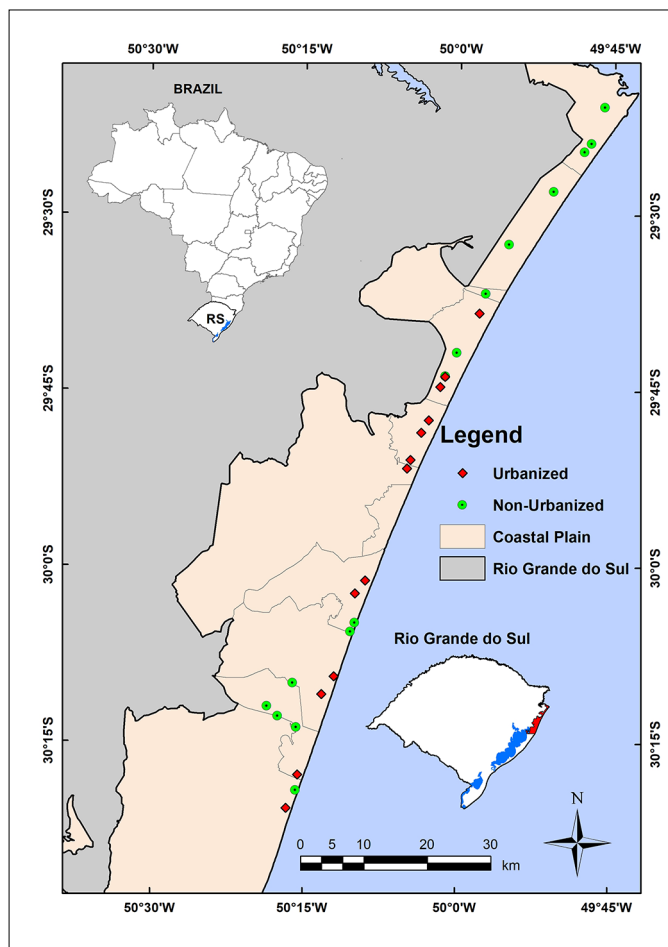 50°30'W 50°15'W 50°0'W 49°45'W
BRAZIL
RS
29°30'S 29°30'S
29°45'S 29°45'S
Legend
Urbanized
Non-Urbanized
Coastal Plain
Rio Grande do Sul
30°0'S 30°0'S
Rio Grande do Sul
30°15'S 30°15'S
N
0 5 10 20 30
km
50°30'W 50°15'W 50°0'W 49°45'W